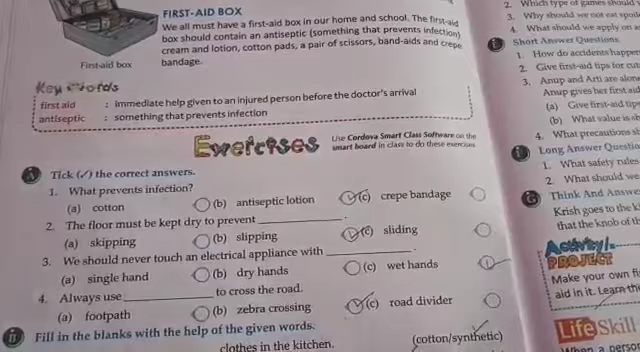 FIRST-AID BOX
We all must have a first-aid box in our home and school. The first-aid
box should contain an antiseptic (something that prevents infection)
cream and lotion, cotton pads, a pair of scissors, band-aids and crepe
bandage.
First-aid box
Key Words
first aid : immediate help given to an injured person before the doctor's arrival
antiseptic : something that prevents infection
Exercises
Use Cordova Smart Class Software on the
smart board in class to do these exercises
A Tick (✓) the correct answers.
1. What prevents infection?
(a) cotton (b) antiseptic lotion (c) crepe bandage
2. The floor must be kept dry to prevent ____________.
(a) skipping (b) slipping (c) sliding
3. We should never touch an electrical appliance with ____________.
(a) single hand (b) dry hands (c) wet hands
4. Always use ____________ to cross the road.
(a) footpath (b) zebra crossing (c) road divider
B Fill in the blanks with the help of the given words.
clothes in the kitchen. (cotton/synthetic)
2. Which type of games should
3. Why should we not eat
4. What should we apply on
Short Answer Questions
1. How do accidents happen
2. Give first-aid tips for
3. Anup and Arti are alone
Anup gives her first aid
(a) Give first-aid
(b) What value is
4. What precautions
Long Answer
1. What safety rules
2. What should we
G Think And
Krish goes to the
that the knob of
Activity/
PROJECT
Make your own
aid in it. Learn
Life Skill
When a